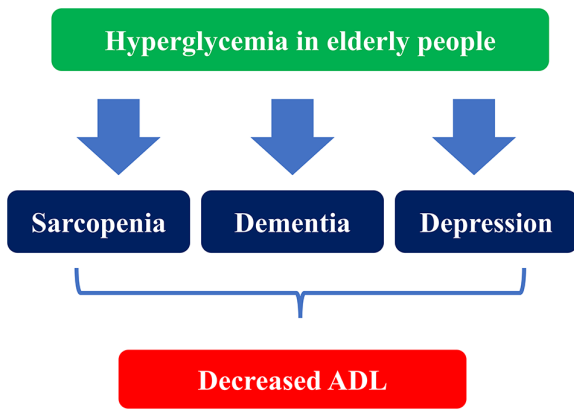 Hyperglycemia in elderly people
Sarcopenia
Dementia
Depression
Decreased ADL